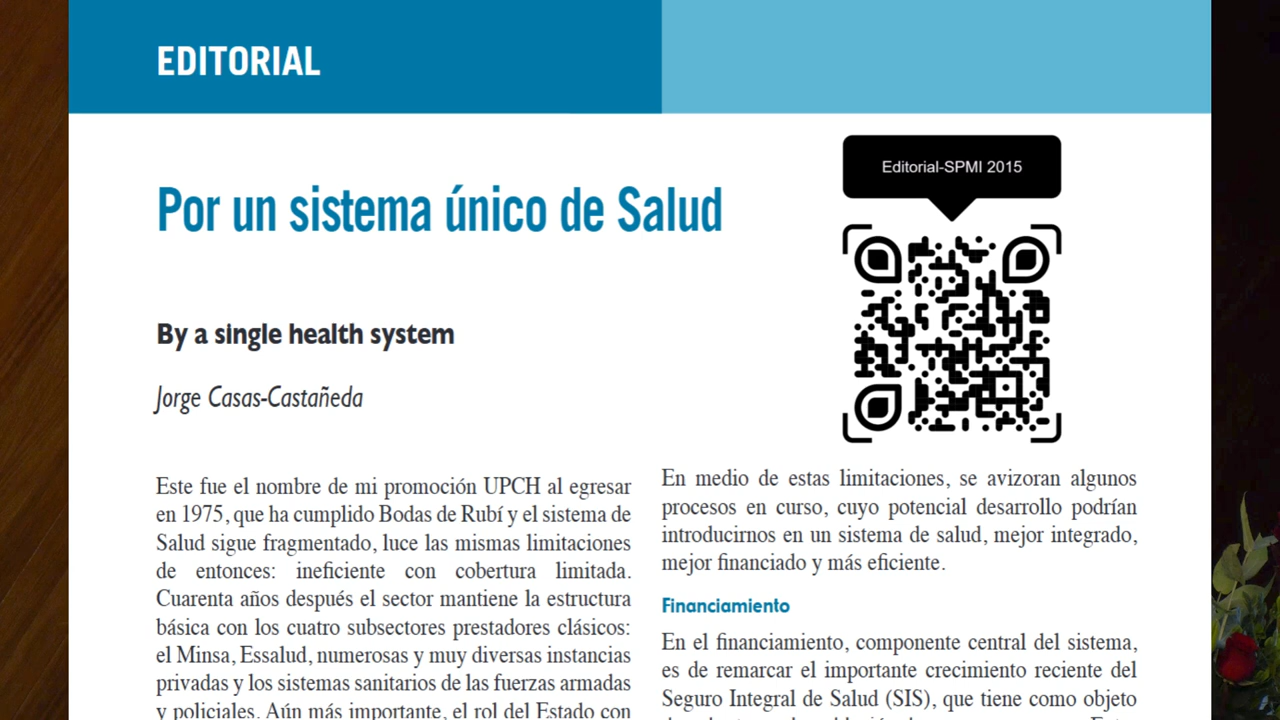 EDITORIAL
Editorial-SPMI 2015
Por un sistema único de Salud
By a single health system
Jorge Casas-Castañeda
Este fue el nombre de mi promoción UPCH al egresar
en 1975, que ha cumplido Bodas de Rubí y el sistema de
Salud sigue fragmentado, luce las mismas limitaciones
de entonces: ineficiente con cobertura limitada.
Cuarenta años después el sector mantiene la estructura
básica con los cuatro subsectores prestadores clásicos:
el Minsa, Essalud, numerosas y muy diversas instancias
privadas y los sistemas sanitarios de las fuerzas armadas
y policiales. Aún más importante, el rol del Estado con
En medio de estas limitaciones, se avizoran algunos
procesos en curso, cuyo potencial desarrollo podrían
introducirnos en un sistema de salud, mejor integrado,
mejor financiado y más eficiente.
Financiamiento
En el financiamiento, componente central del sistema,
es de remarcar el importante crecimiento reciente del
Seguro Integral de Salud (SIS), que tiene como objeto